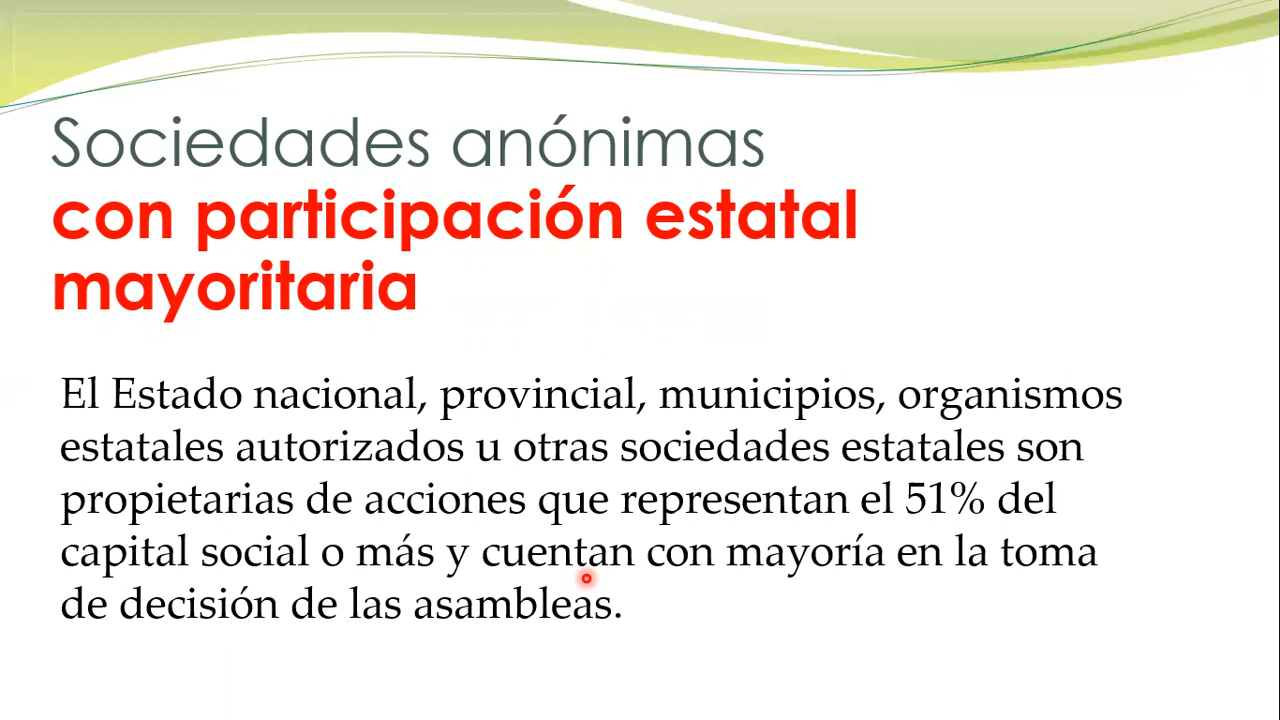 Sociedades anónimas
con participación estatal
mayoritaria
El Estado nacional, provincial, municipios, organismos
estatales autorizados u otras sociedades estatales son
propietarias de acciones que representan el 51% del
capital social o más y cuentan con mayoría en la toma
de decisión de las asambleas.